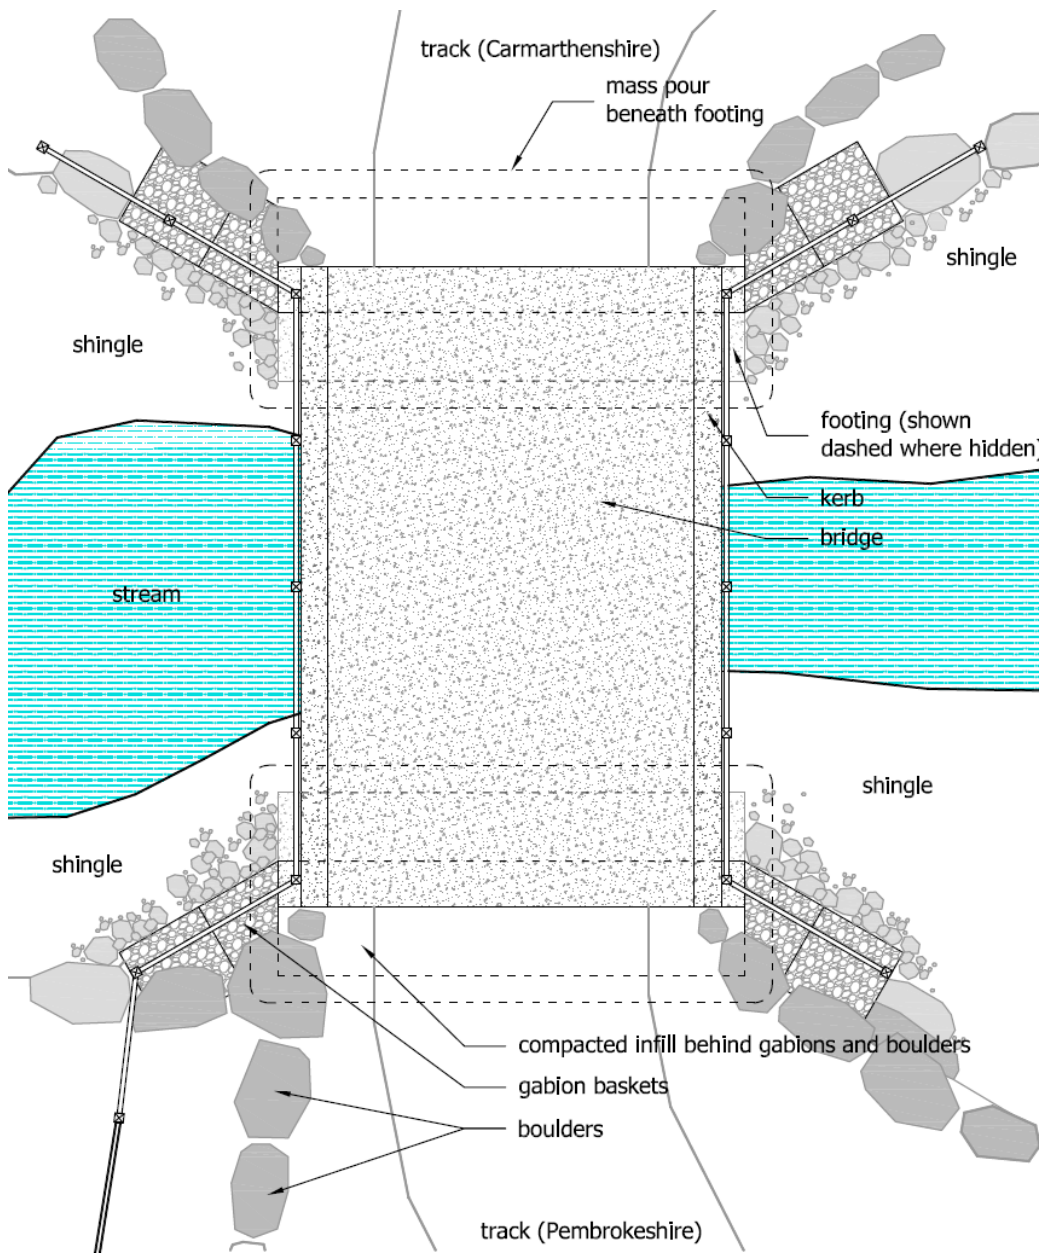 track (Carmarthenshire)
mass pour
beneath footing
shingle
shingle
footing (shown
dashed where hidden)
kerb
bridge
stream
shingle
shingle
compacted infill behind gabions and boulders
gabion baskets
boulders
track (Pembrokeshire)